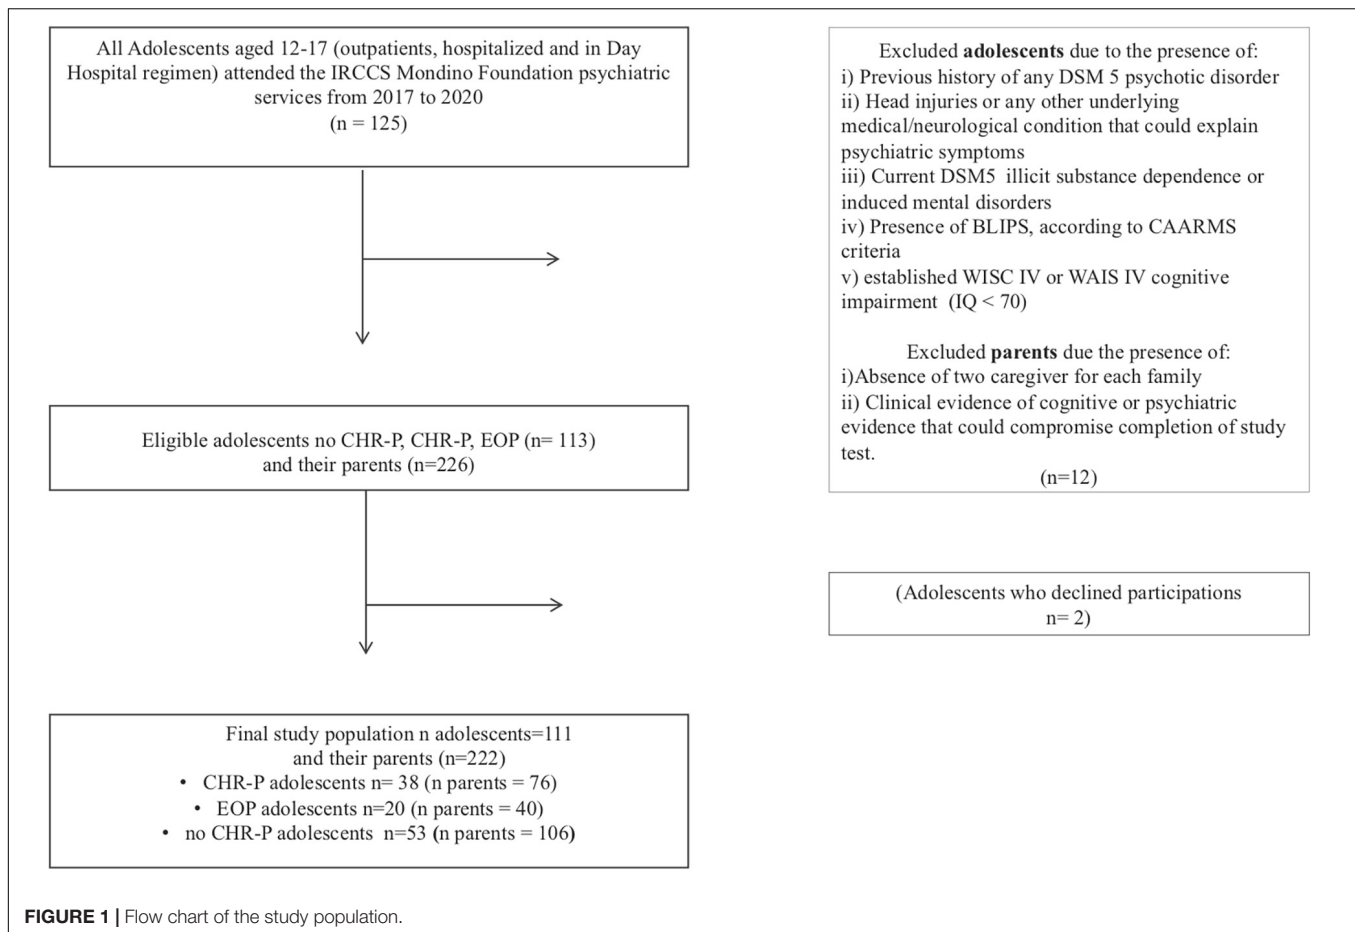 All Adolescents aged 12-17 (outpatients, hospitalized and in Day
Hospital regimen) attended the IRCCS Mondino Foundation psychiatric
services from 2017 to 2020
(n = 125)
Excluded adolescents due to the presence of:
i) Previous history of any DSM 5 psychotic disorder
ii) Head injuries or any other underlying
medical/neurological condition that could explain
psychiatric symptoms
iii) Current DSM5 illicit substance dependence or
induced mental disorders
iv) Presence of BLIPS, according to CAARMS
criteria
v) established WISC IV or WAIS IV cognitive
impairment (IQ < 70)
Excluded parents due the presence of:
i)Absence of two caregiver for each family
ii) Clinical evidence of cognitive or psychiatric
evidence that could compromise completion of study
test.
(n=12)
Eligible adolescents no CHR-P, CHR-P, EOP (n= 113)
and their parents (n=226)
(Adolescents who declined participations
n= 2)
Final study population n adolescents=111
and their parents (n=222)
• CHR-P adolescents n= 38 (n parents = 76)
• EOP adolescents n=20 (n parents = 40)
• no CHR-P adolescents n=53 (n parents = 106)
FIGURE 1 | Flow chart of the study population.